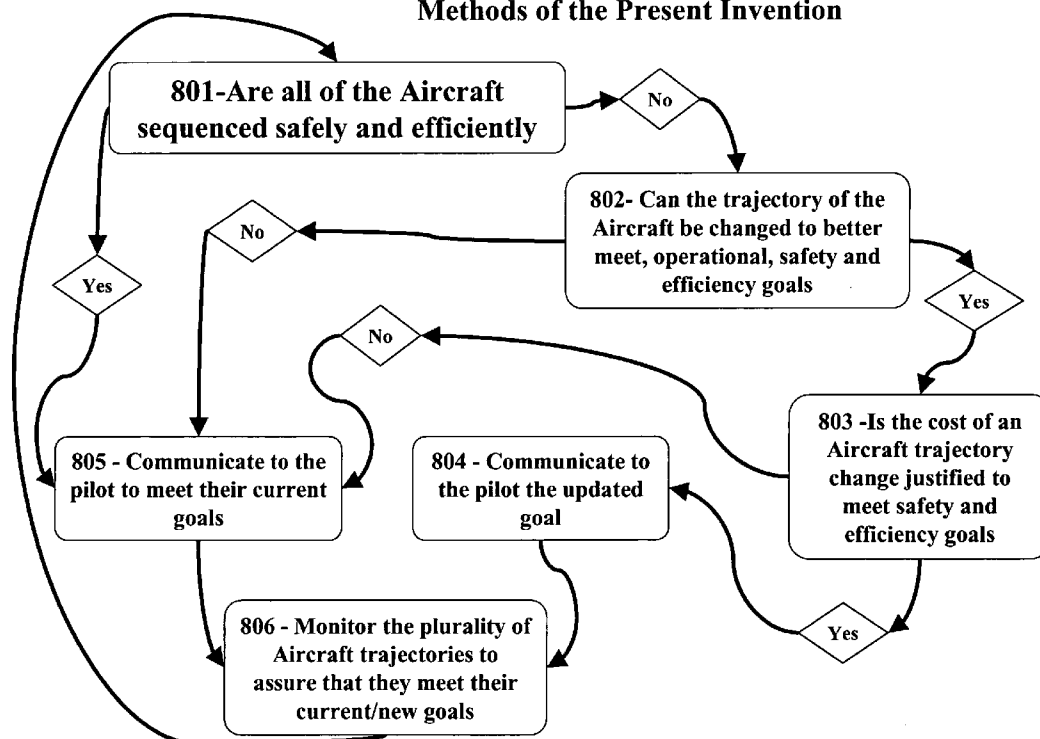 Methods of the Present Invention
801-Are all of the Aircraft
sequenced safely and efficiently
No
802- Can the trajectory of the
Aircraft be changed to better
meet, operational, safety and
efficiency goals
No
Yes
Yes
No
803 -Is the cost of an
Aircraft trajectory
change justified to
meet safety and
efficiency goals
805 - Communicate to the
pilot to meet their current
goals
804 - Communicate to
the pilot the updated
goal
806 - Monitor the plurality of
Aircraft trajectories to
assure that they meet their
current/new goals
Yes